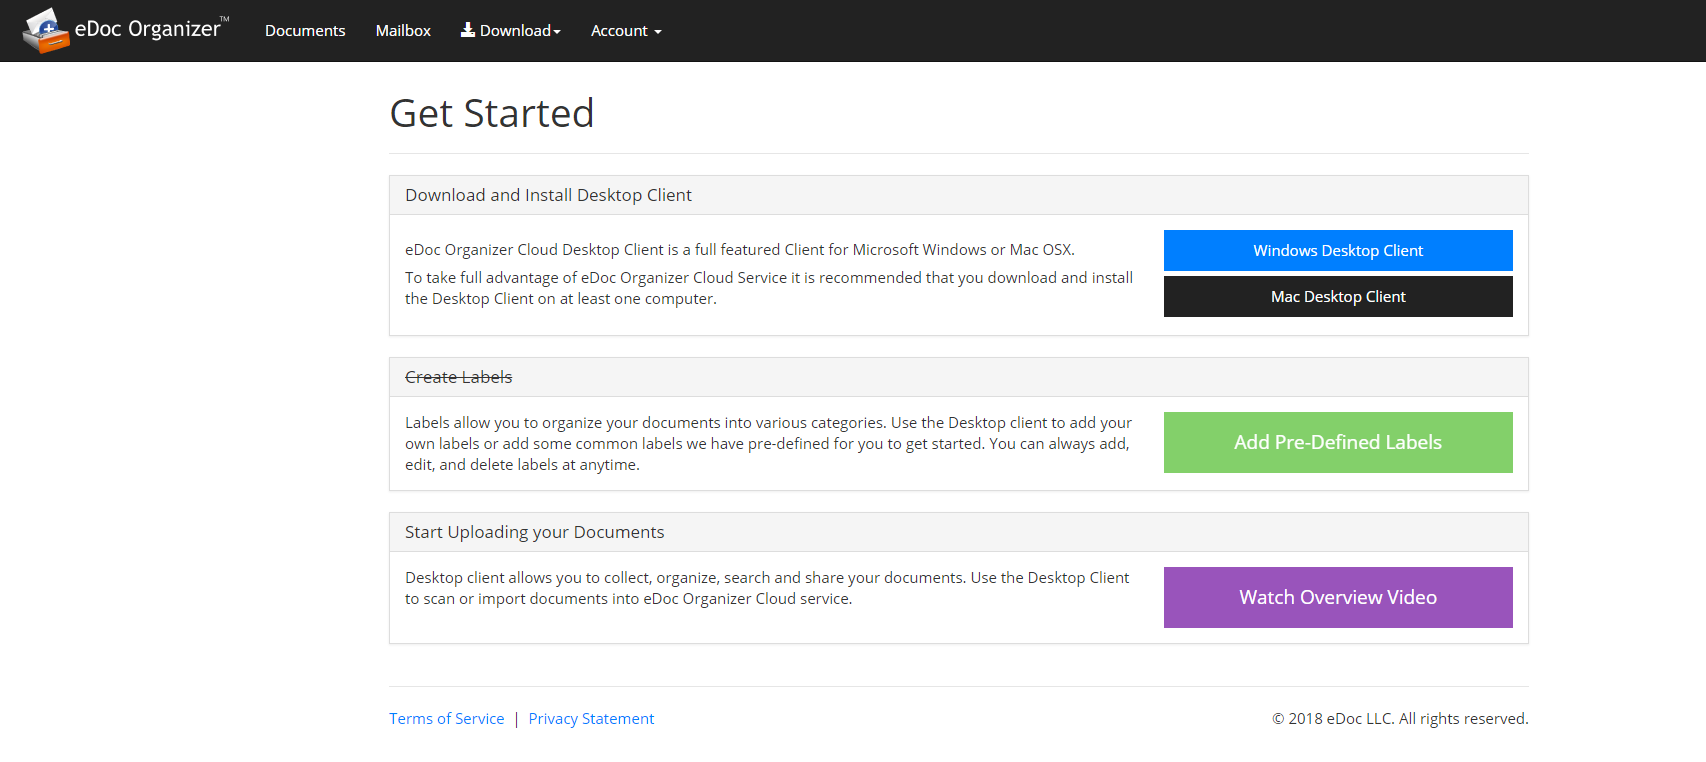 eDoc Organizer™ Documents Mailbox Download Account
Get Started
Download and Install Desktop Client
eDoc Organizer Cloud Desktop Client is a full featured Client for Microsoft Windows or Mac OSX.
Windows Desktop Client
To take full advantage of eDoc Organizer Cloud Service it is recommended that you download and install
the Desktop Client on at least one computer.
Mac Desktop Client
Create Labels
Labels allow you to organize your documents into various categories. Use the Desktop client to add your
own labels or add some common labels we have pre-defined for you to get started. You can always add,
edit, and delete labels at anytime.
Add Pre-Defined Labels
Start Uploading your Documents
Desktop client allows you to collect, organize, search and share your documents. Use the Desktop Client
to scan or import documents into eDoc Organizer Cloud service.
Watch Overview Video
Terms of Service | Privacy Statement
© 2018 eDoc LLC. All rights reserved.